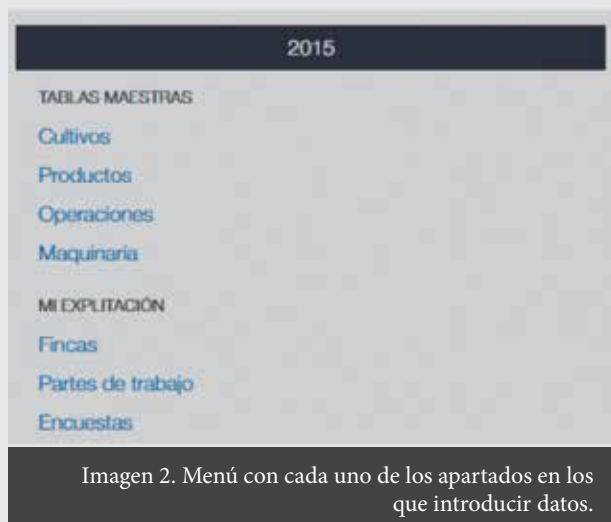 2015
TABLAS MAESTRAS
Cultivos
Productos
Operaciones
Maquinaria
MI EXPLITACIÓN
Fincas
Partes de trabajo
Encuestas
Imagen 2. Menú con cada uno de los apartados en los
que introducir datos.